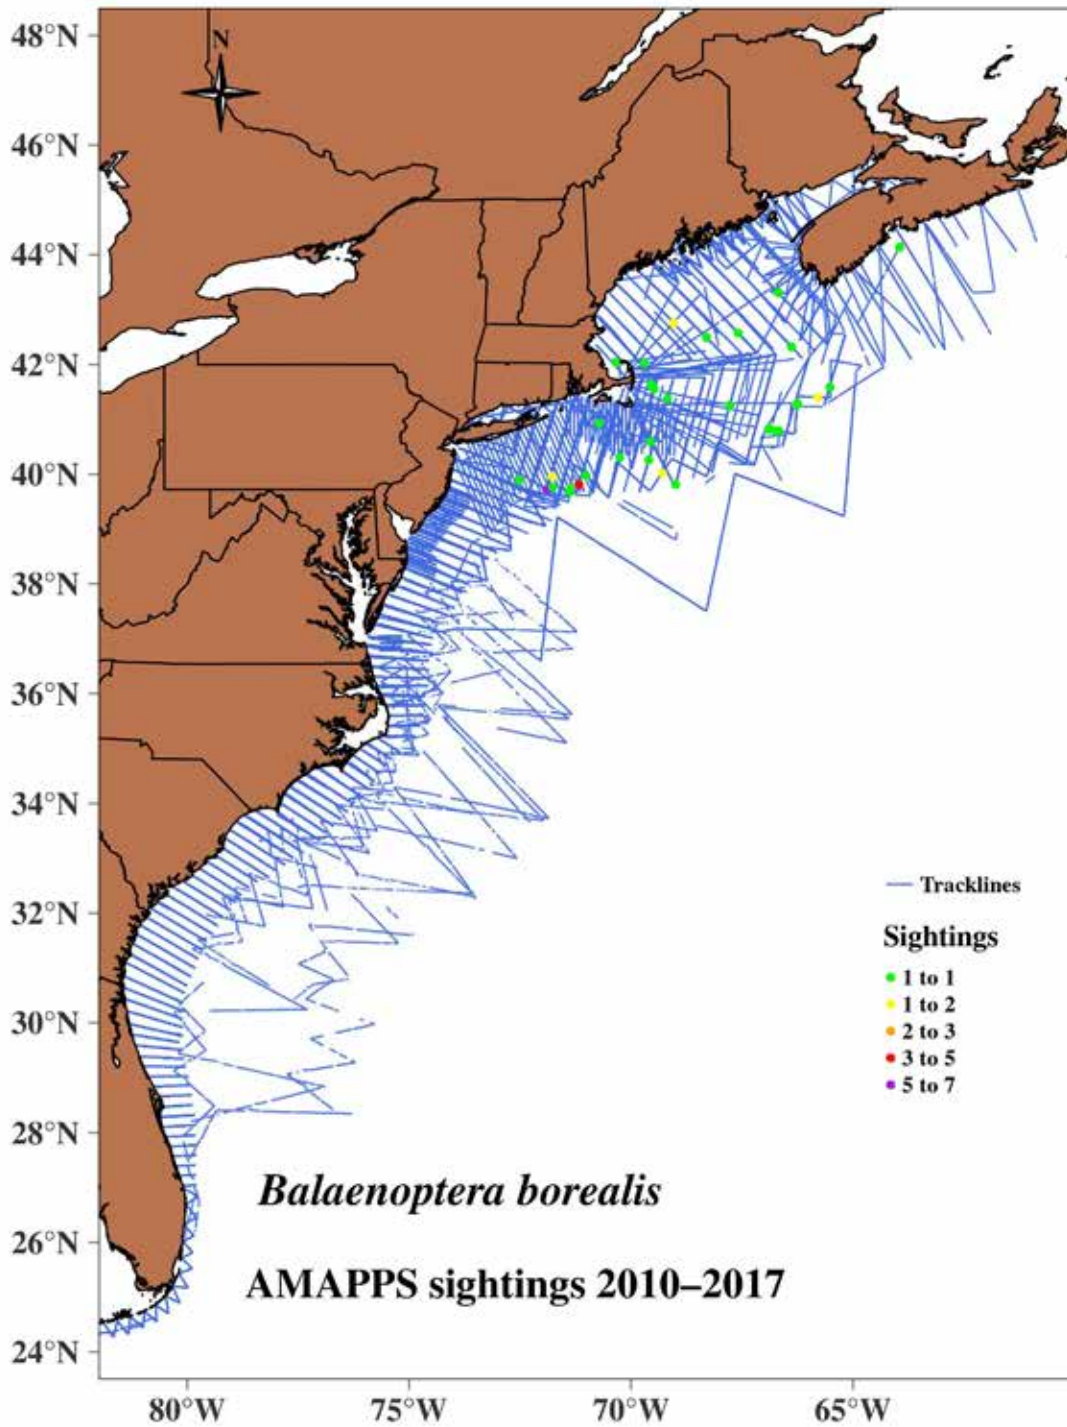 N
48°N
46°N
44°N
42°N
40°N
38°N
36°N
34°N
32°N
30°N
28°N
26°N
24°N
Tracklines
Sightings
1 to 1
1 to 2
2 to 3
3 to 5
5 to 7
Balaenoptera borealis
AMAPPS sightings 2010–2017
80°W 75°W 70°W 65°W